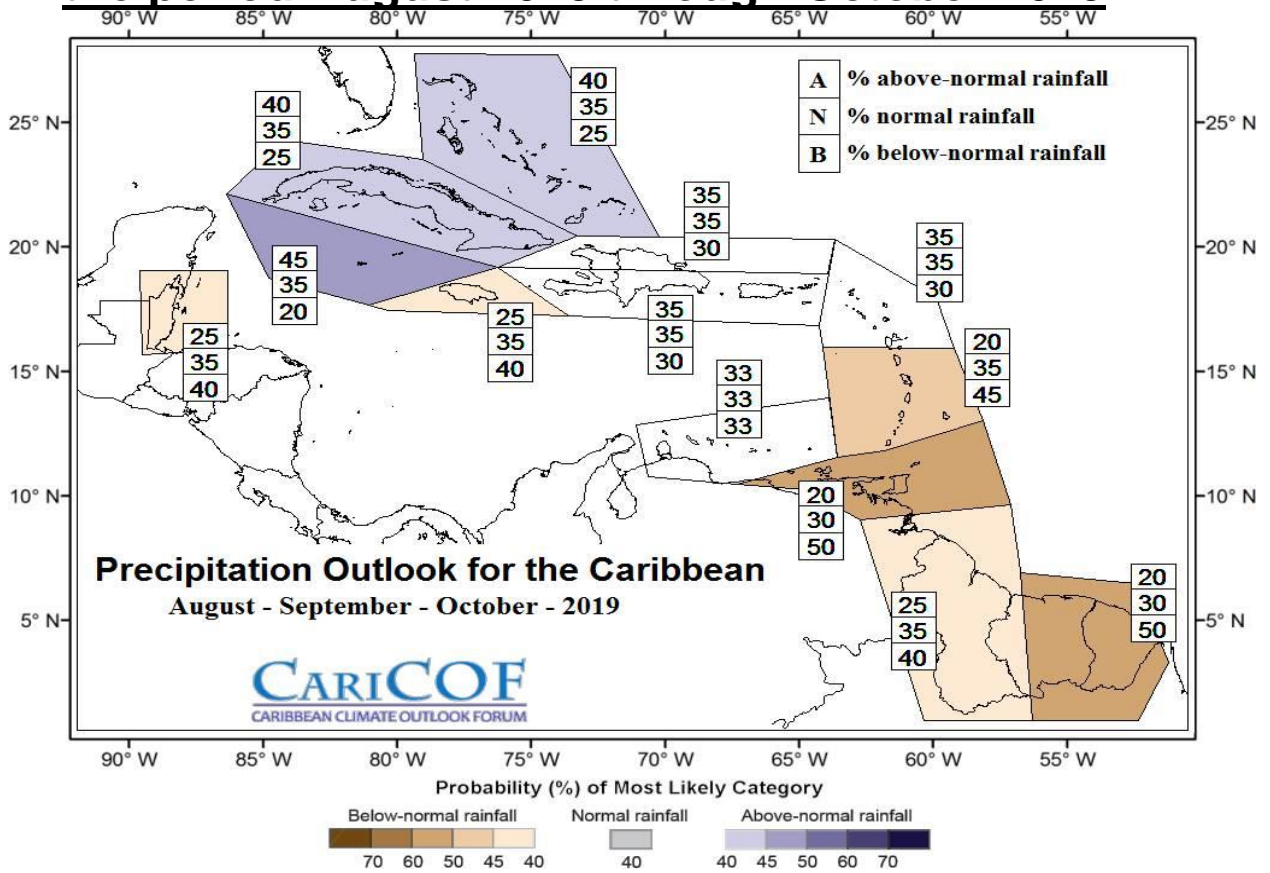 90° W 85° W 80° W 75° W 70° W 65° W 60° W 55° W
25° N
20° N
15° N
10° N
5° N
25° N
20° N
15° N
10° N
5° N
A % above-normal rainfall
N % normal rainfall
B % below-normal rainfall
40
35
25
40
35
25
35
35
30
35
35
30
45
35
20
25
35
40
35
35
30
25
35
40
33
33
33
20
35
45
20
30
50
25
35
40
20
30
50
Precipitation Outlook for the Caribbean
August - September - October - 2019
CARICOF
CARIBBEAN CLIMATE OUTLOOK FORUM
90° W 85° W 80° W 75° W 70° W 65° W 60° W 55° W
Probability (%) of Most Likely Category
Below-normal rainfall Normal rainfall Above-normal rainfall
70 60 50 45 40 40 40 45 50 60 70